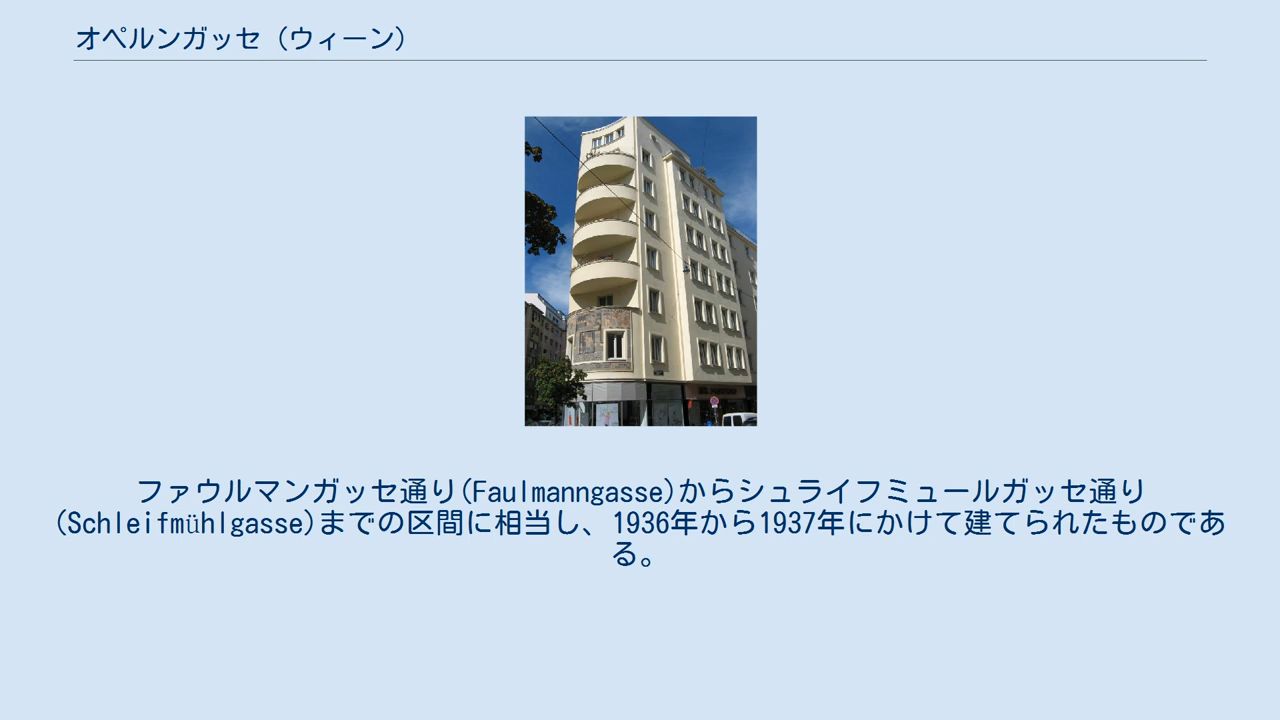 オペルンガッセ（ウィーン）
ファウルマンガッセ通り(Faulmanngasse)からシュライフミュールガッセ通り
(Schleifmühlgasse)までの区間に相当し、1936年から1937年にかけて建てられたものであ
る。